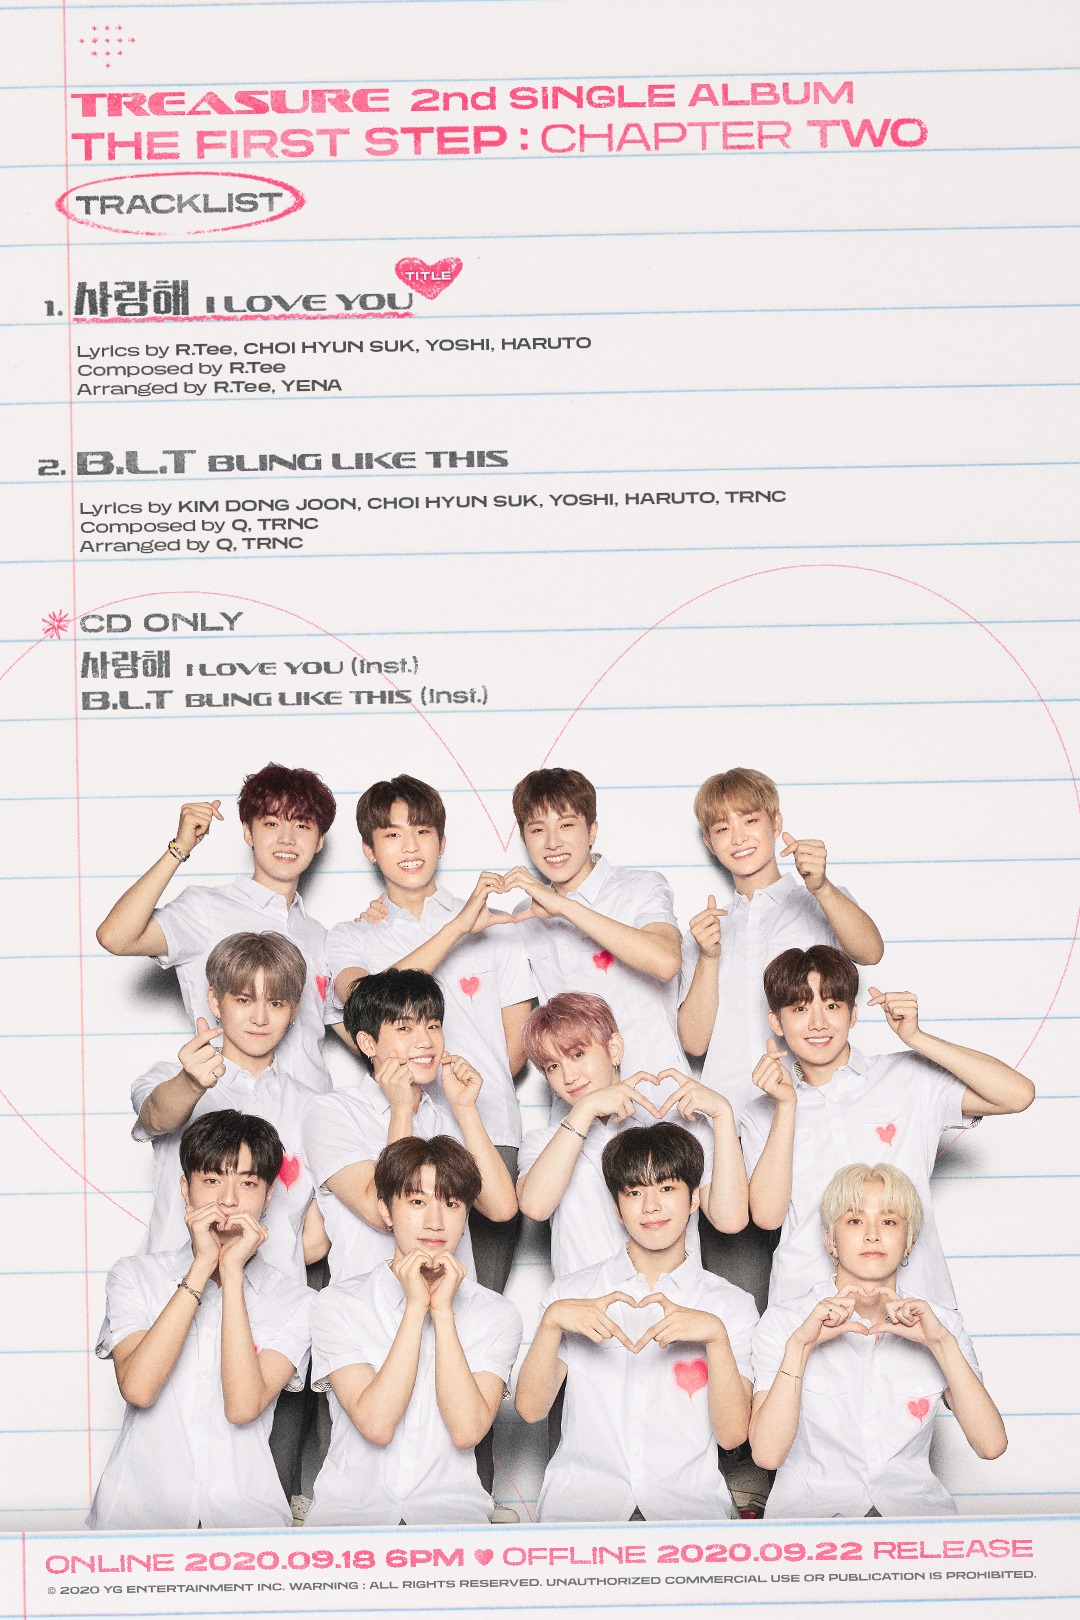 TREASURE 2nd SINGLE ALBUM
THE FIRST STEP : CHAPTER TWO
TRACKLIST
TITLE
1. 사랑해 I LOVE YOU
Lyrics by R.Tee, CHOI HYUN SUK, YOSHI, HARUTO
Composed by R.Tee
Arranged by R.Tee, YENA
2. B.L.T BLING LIKE THIS
Lyrics by KIM DONG JOON, CHOI HYUN SUK, YOSHI, HARUTO, TRNC
Composed by Q, TRNC
Arranged by Q, TRNC
CD ONLY
사랑해 I LOVE YOU (Inst.)
B.L.T BLING LIKE THIS (Inst.)
ONLINE 2020.09.18 6PM ♥ OFFLINE 2020.09.22 RELEASE
© 2020 YG ENTERTAINMENT INC. WARNING : ALL RIGHTS RESERVED. UNAUTHORIZED COMMERCIAL USE OR PUBLICATION IS PROHIBITED.